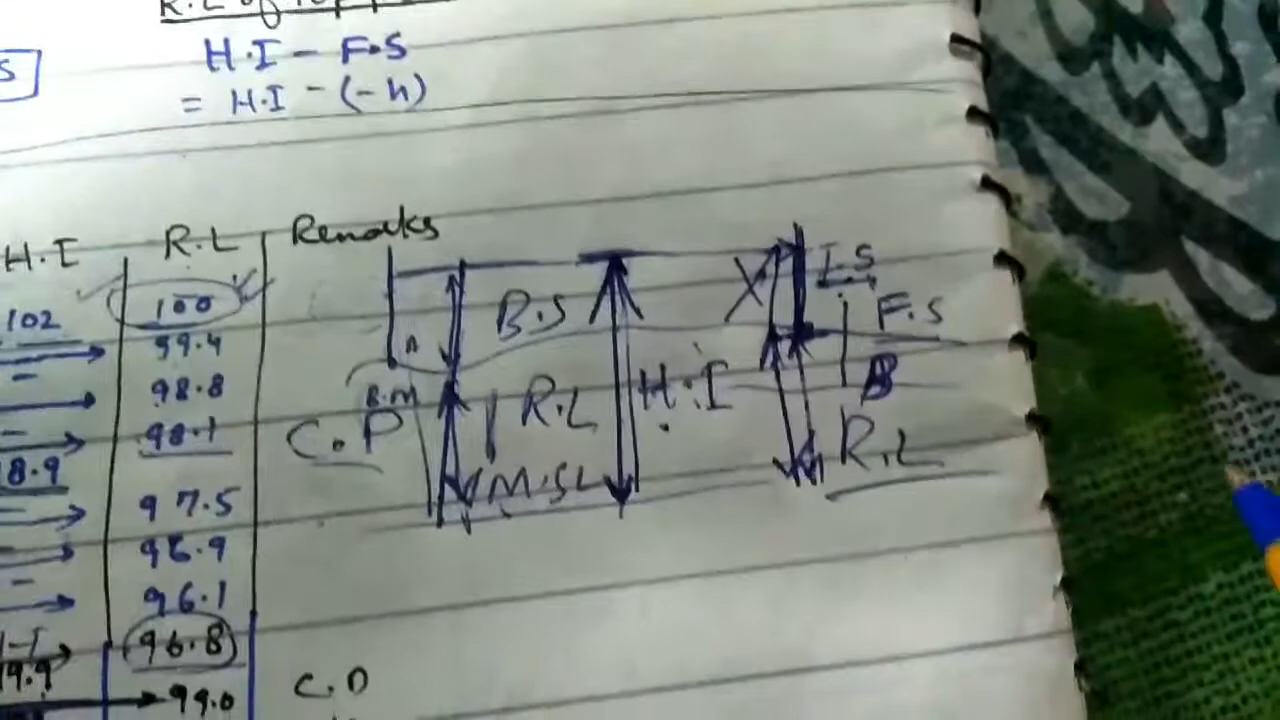 R.L of
H.I - F.S
S
= H.I - (-h)
H.I R.L Remarks
102 100
99.4
- 98.8
- 98.1
8.9
97.5
96.9
- 96.1
96.8
99.0
C.P
A
B.M
B.S
R.L
M.S.L
H.I
X
I.S
F.S
B
R.L